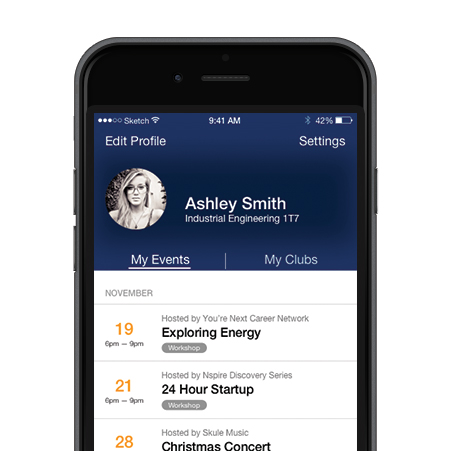 Sketch 9:41 AM 42%
Edit Profile Settings
Ashley Smith
Industrial Engineering 1T7
My Events My Clubs
NOVEMBER
Hosted by You're Next Career Network
19 Exploring Energy
6pm — 9pm Workshop
Hosted by Nspire Discovery Series
21 24 Hour Startup
6pm — 9pm Workshop
Hosted by Skule Music
28 Christmas Concert